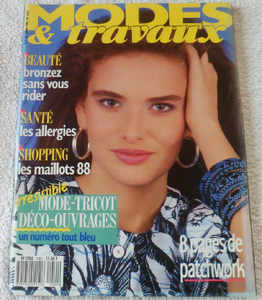 MODES
& travaux
BEAUTÉ
bronzez
sans vous
rider
SANTÉ
les allergies
SHOPPING
les maillots 88
irrésistible
MODE-TRICOT
DÉCO-OUVRAGES
un numéro tout bleu
8 pages de
patchwork